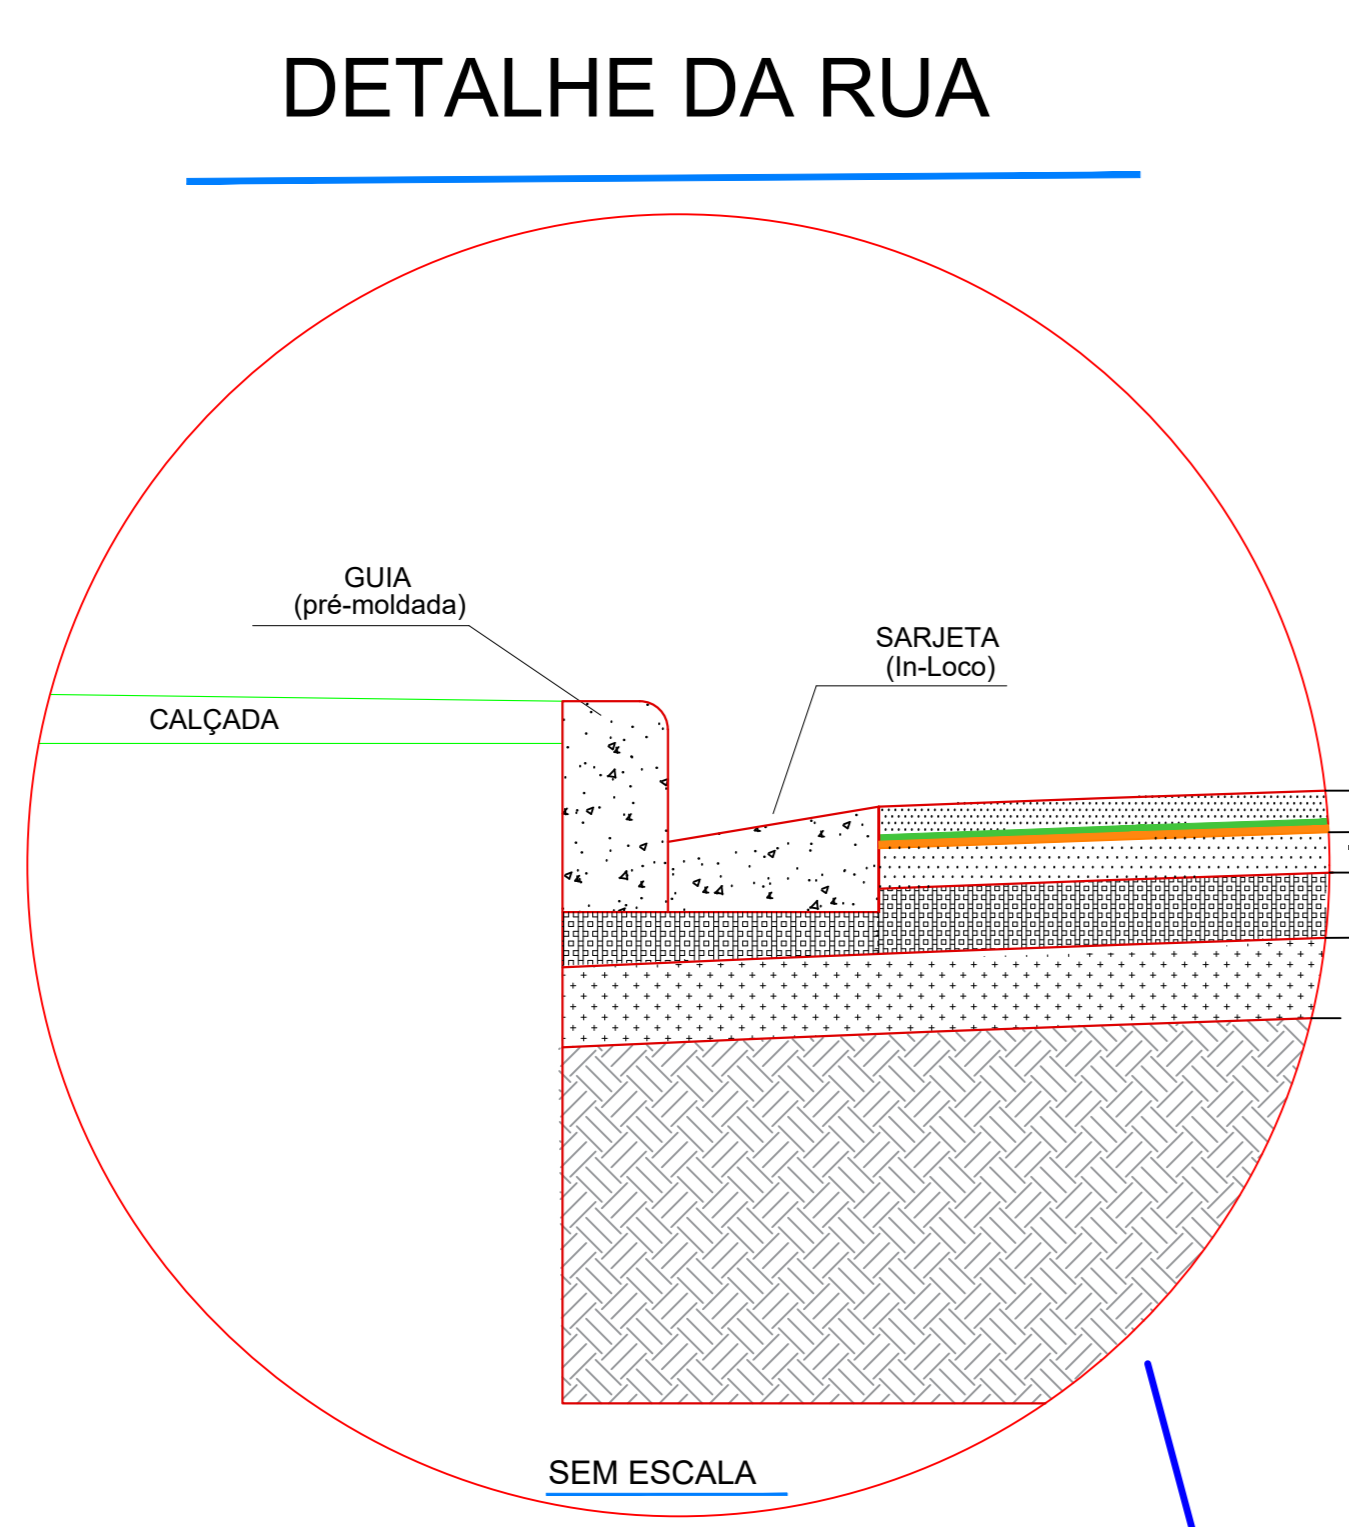 DETALHE DA RUA
GUIA
(pré-moldada)
SARJETA
(In-Loco)
CALÇADA
SEM ESCALA